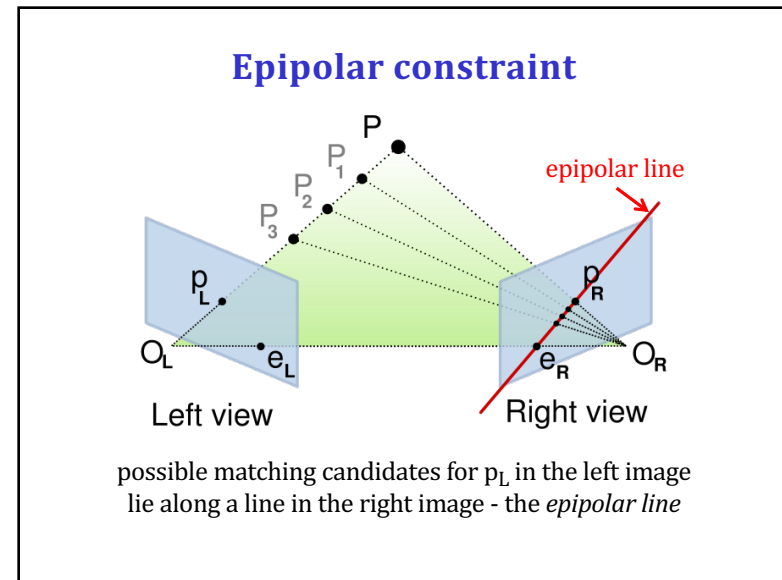 Epipolar constraint
P
P1
epipolar line
P2
P3
pL
pR
OL
eL
eR
OR
Left view
Right view
possible matching candidates for pL in the left image
lie along a line in the right image - the epipolar line